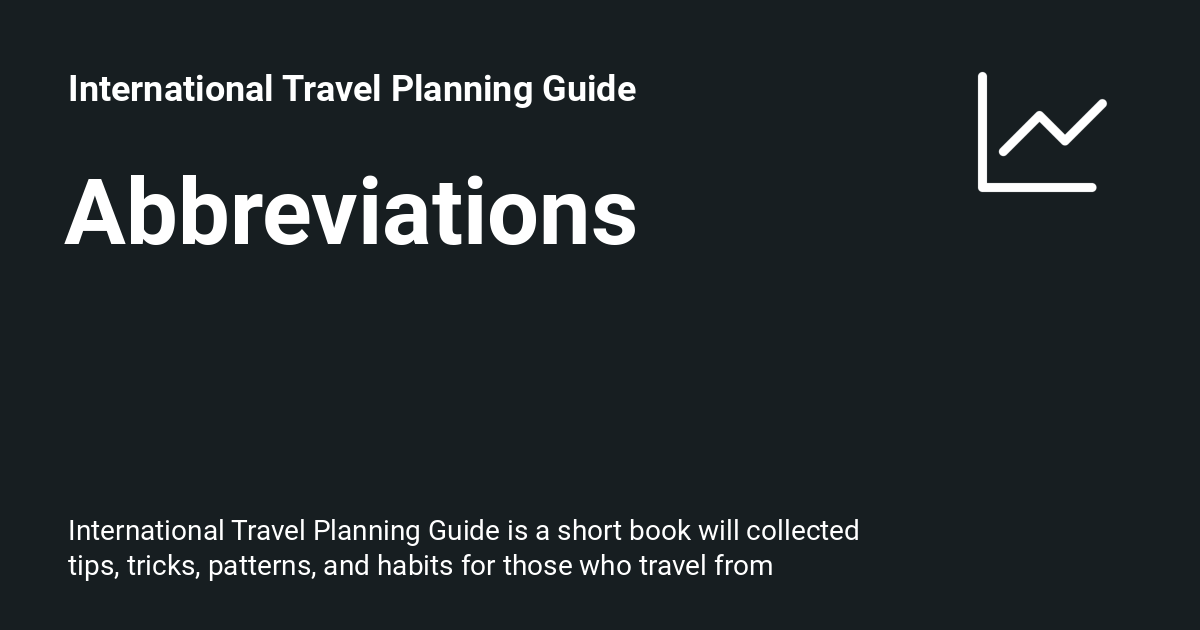 International Travel Planning Guide
Abbreviations
International Travel Planning Guide is a short book will collected
tips, tricks, patterns, and habits for those who travel from